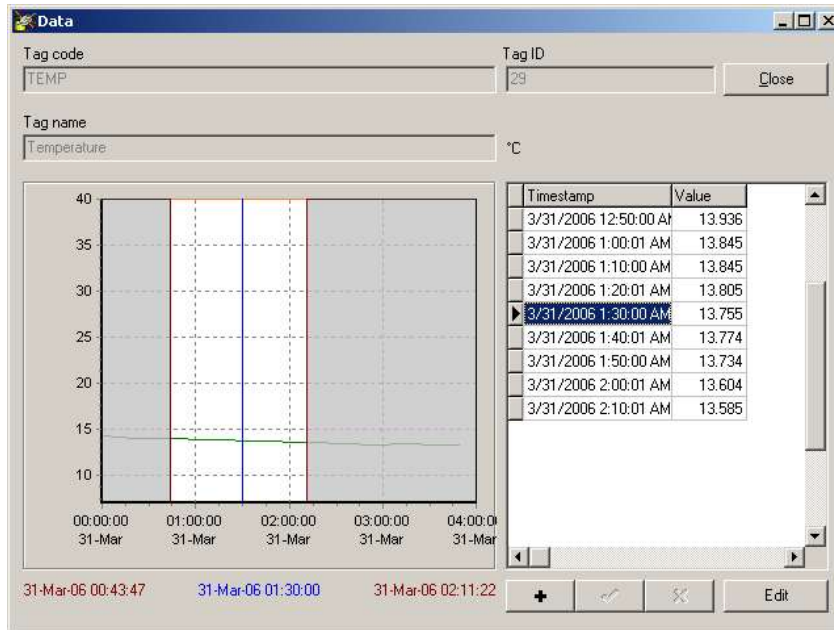 Data
Tag code Tag ID
TEMP 29 Close
Tag name
Temperature °C
Timestamp Value
3/31/2006 12:50:00 AM 13.936
3/31/2006 1:00:01 AM 13.845
3/31/2006 1:10:00 AM 13.845
3/31/2006 1:20:01 AM 13.805
3/31/2006 1:30:00 AM 13.755
3/31/2006 1:40:01 AM 13.774
3/31/2006 1:50:00 AM 13.734
3/31/2006 2:00:01 AM 13.604
3/31/2006 2:10:01 AM 13.585
40
35
30
25
20
15
10
00:00:00 01:00:00 02:00:00 03:00:00 04:00:0
31-Mar 31-Mar 31-Mar 31-Mar 31-Mar
31-Mar-06 00:43:47 31-Mar-06 01:30:00 31-Mar-06 02:11:22 Edit